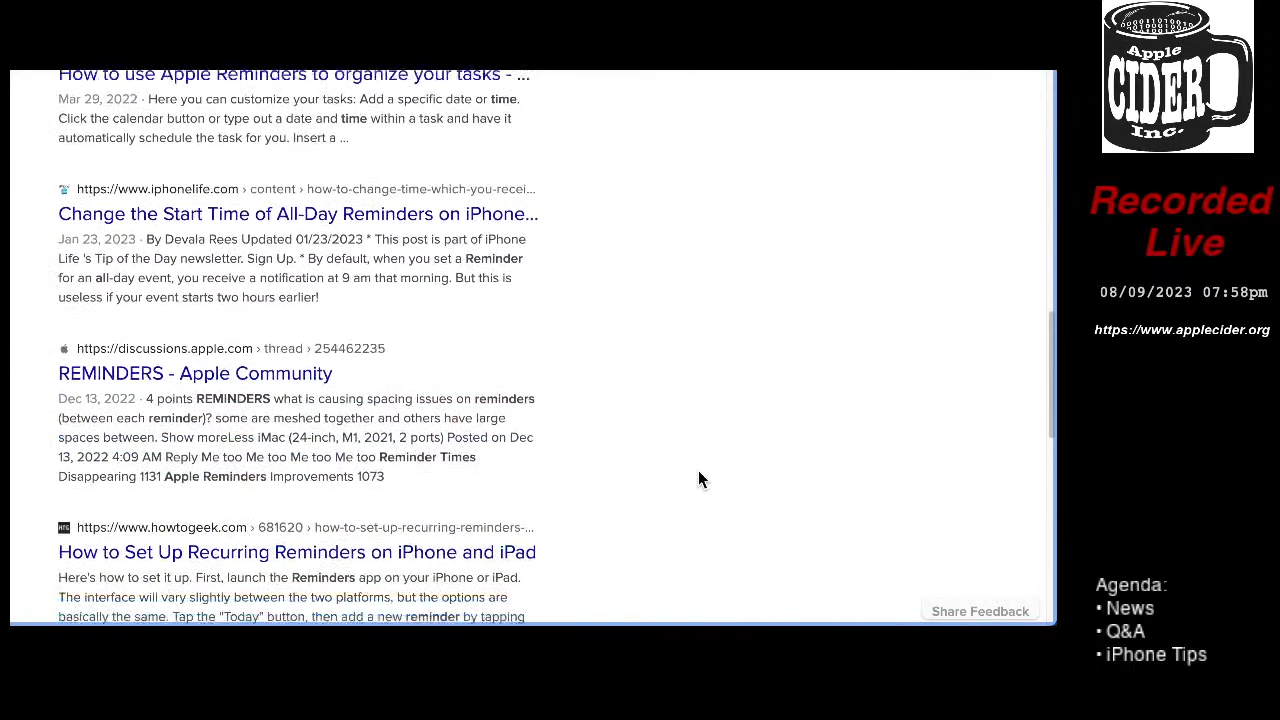 How to use Apple Reminders to organize your tasks - ...
Mar 29, 2022 · Here you can customize your tasks: Add a specific date or time.
Click the calendar button or type out a date and time within a task and have it
automatically schedule the task for you. Insert a ...
https://www.iphonelife.com › content › how-to-change-time-which-you-recei...
Change the Start Time of All-Day Reminders on iPhone...
Jan 23, 2023 · By Devala Rees Updated 01/23/2023 * This post is part of iPhone
Life 's Tip of the Day newsletter. Sign Up. * By default, when you set a Reminder
for an all-day event, you receive a notification at 9 am that morning. But this is
useless if your event starts two hours earlier!
https://discussions.apple.com › thread › 254462235
REMINDERS - Apple Community
Dec 13, 2022 · 4 points REMINDERS what is causing spacing issues on reminders
(between each reminder)? some are meshed together and others have large
spaces between. Show moreLess iMac (24-inch, M1, 2021, 2 ports) Posted on Dec
13, 2022 4:09 AM Reply Me too Me too Me too Me too Reminder Times
Disappearing 1131 Apple Reminders Improvements 1073
HTG https://www.howtogeek.com › 681620 › how-to-set-up-recurring-reminders-...
How to Set Up Recurring Reminders on iPhone and iPad
Here's how to set it up. First, launch the Reminders app on your iPhone or iPad.
The interface will vary slightly between the two platforms, but the options are
basically the same. Tap the "Today" button, then add a new reminder by tapping
Share Feedback
Apple
CIDER
Inc.
Recorded
Live
08/09/2023 07:58pm
https://www.applecider.org
Agenda:
• News
• Q&A
• iPhone Tips